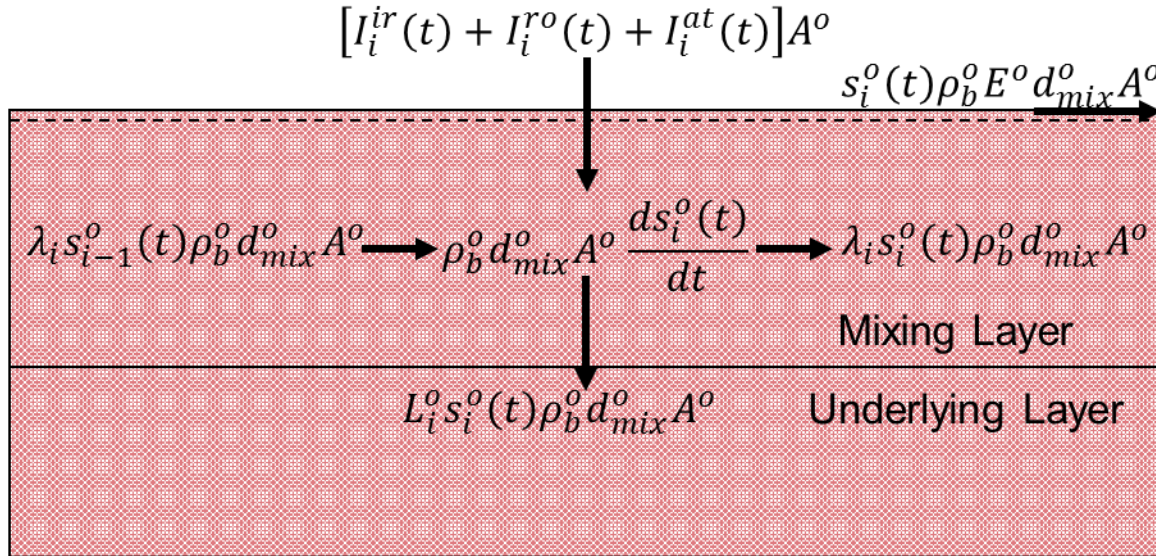 [I_i^{ir}(t) + I_i^{ro}(t) + I_i^{at}(t)]A^o
s_i^o(t)ρ_b^o E^o d_{mix}^o A^o
λ_i s_{i-1}^o(t)ρ_b^o d_{mix}^o A^o → ρ_b^o d_{mix}^o A^o \frac{ds_i^o(t)}{dt} → λ_i s_i^o(t)ρ_b^o d_{mix}^o A^o
Mixing Layer
L_i^o s_i^o(t)ρ_b^o d_{mix}^o A^o Underlying Layer